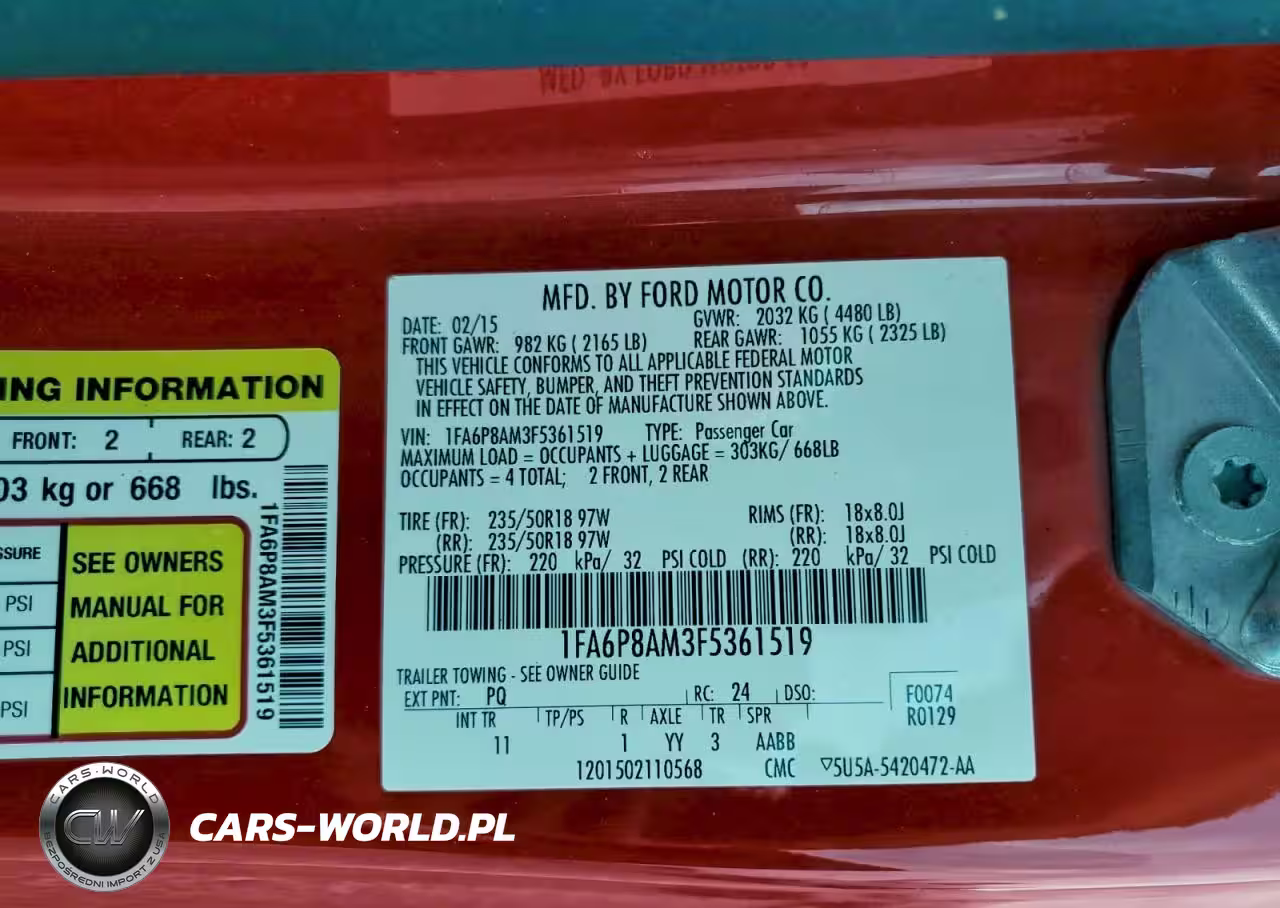 MFD. BY FORD MOTOR CO.
DATE: 02/15 GVWR: 2032 KG ( 4480 LB)
FRONT GAWR: 982 KG ( 2165 LB) REAR GAWR: 1055 KG ( 2325 LB)
THIS VEHICLE CONFORMS TO ALL APPLICABLE FEDERAL MOTOR
VEHICLE SAFETY, BUMPER, AND THEFT PREVENTION STANDARDS
IN EFFECT ON THE DATE OF MANUFACTURE SHOWN ABOVE.
VIN: 1FA6P8AM3F5361519 TYPE: Passenger Car
MAXIMUM LOAD = OCCUPANTS + LUGGAGE = 303KG/ 668LB
OCCUPANTS = 4 TOTAL; 2 FRONT, 2 REAR
TIRE (FR): 235/50R18 97W RIMS (FR): 18x8.0J
(RR): 235/50R18 97W (RR): 18x8.0J
PRESSURE (FR): 220 kPa/ 32 PSI COLD (RR): 220 kPa/ 32 PSI COLD
1FA6P8AM3F5361519
TRAILER TOWING - SEE OWNER GUIDE
EXT PNT: PQ RC: 24 DSO: F0074
R0129
INT TR TP/PS R AXLE TR SPR
11 1 YY 3 AABB
1201502110568 CMC ▽5U5A-5420472-AA
ING INFORMATION
FRONT: 2 REAR: 2
03 kg or 668 lbs.
SSURE
PSI
PSI
PSI
SEE OWNERS
MANUAL FOR
ADDITIONAL
INFORMATION
1FA6P8AM3F5361519
CARS-WORLD
CW
BEZPOŚREDNI IMPORT Z USA
CARS-WORLD.PL